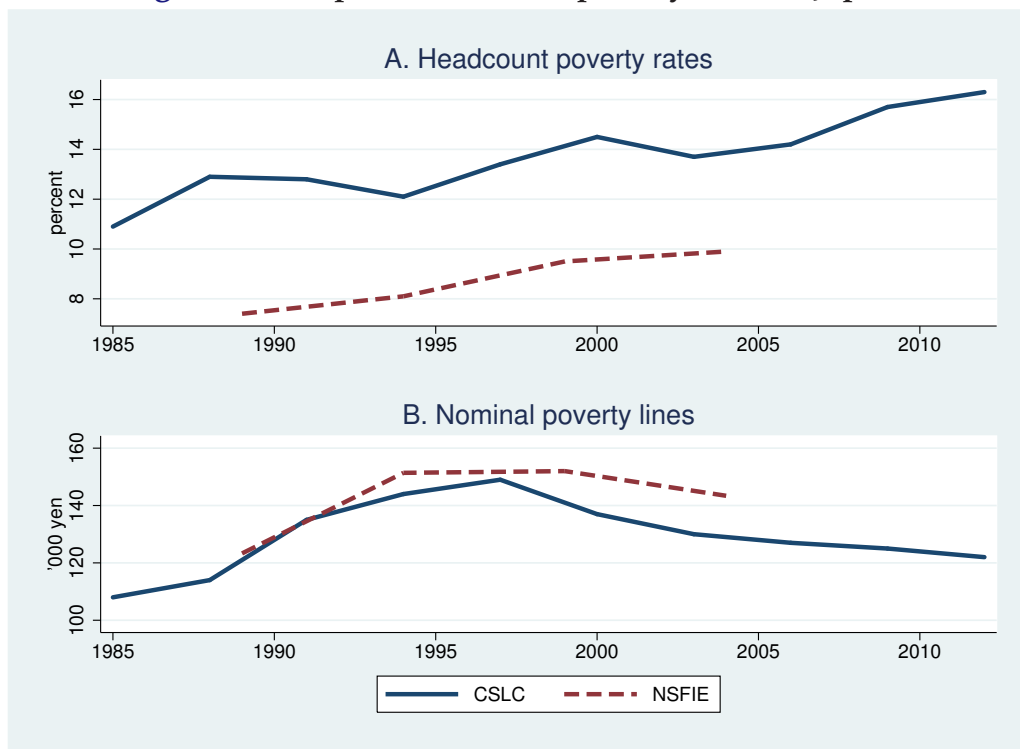 A. Headcount poverty rates
percent
16
14
12
10
8
1985 1990 1995 2000 2005 2010
B. Nominal poverty lines
'000 yen
160
140
120
100
1985 1990 1995 2000 2005 2010
CSLC NSFIE